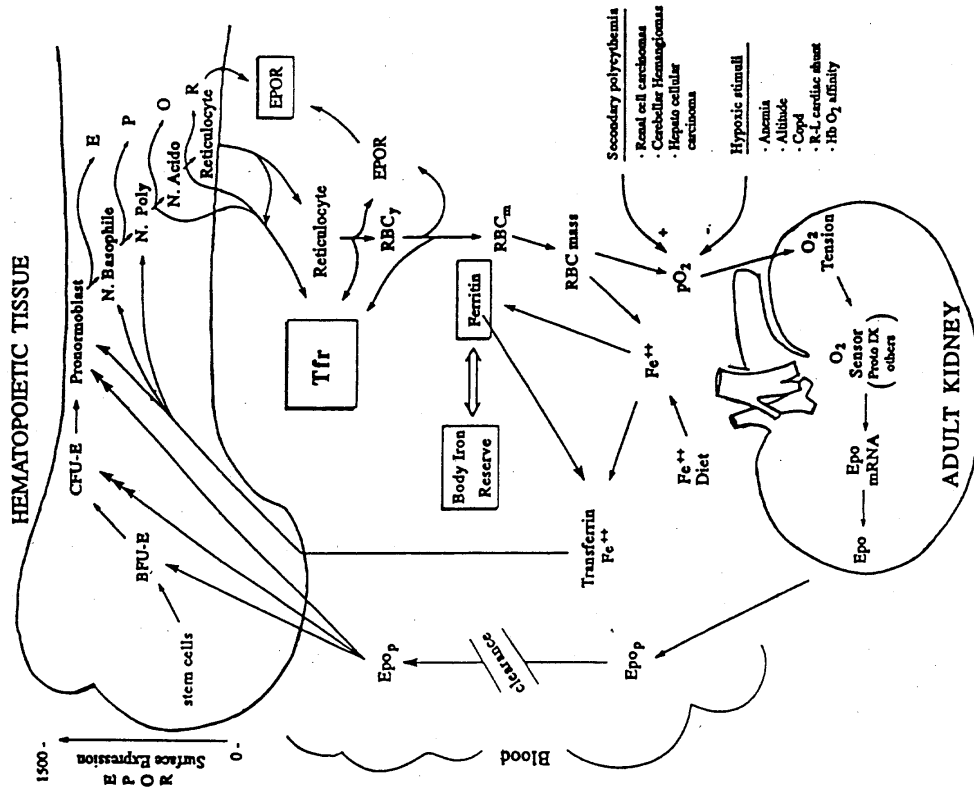 HEMATOPOIETIC TISSUE
1500 -
0 -
E
P
O
R
Surface Expression
stem cells
BFU-E
CFU-E
Pronormoblast
N. Basophile
N. Poly
N. Acido
Reticulocyte
E
P
O
R
EPOR
Reticulocyte
RBCy
EPOR
RBCm
RBC mass
Tfr
Ferritin
Body Iron
Reserve
Transferrin
Fe++
Fe++
Fe++
Diet
Epop
clearance
Epop
Blood
pO2
+
-
Secondary polycythemia
· Renal cell carcinomas
· Cerebellar Hemangiomas
· Hepato cellular
carcinoma
Hypoxic stimuli
· Anemia
· Altitude
· Copd
· R-L cardiac shunt
· Hb O2 affinity
O2
Tension
O2
Sensor
(Proto IX
others)
Epo
mRNA
Epo
ADULT KIDNEY